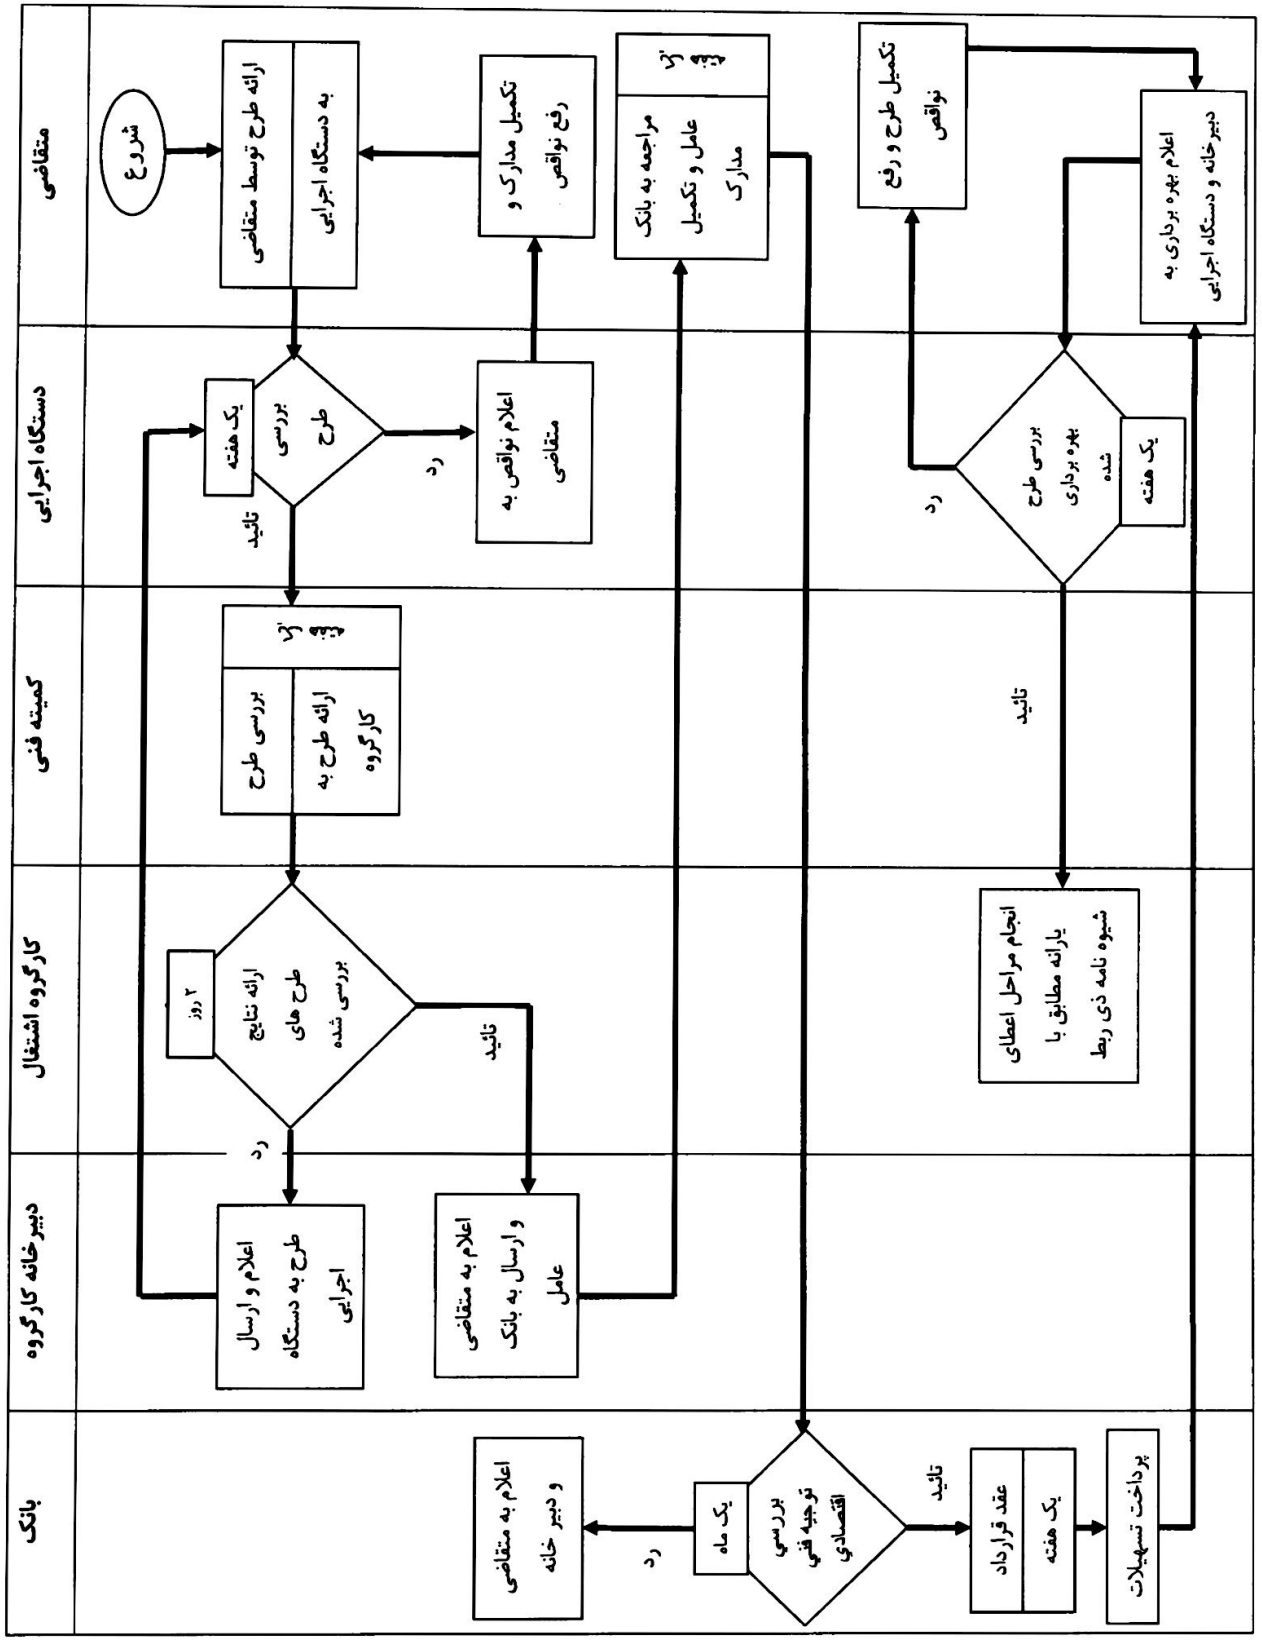 متقاضی
دستگاه اجرایی
کمیته فنی
کارگروه اشتغال
دبیرخانه کارگروه
بانک
شروع
ارائه طرح توسط متقاضی
به دستگاه اجرایی
تکمیل مدارک و
رفع نواقص
مراجعه به بانک
عامل و تکمیل
مدارک
تکمیل طرح و رفع
نواقص
اعلام بهره برداری به
دبیرخانه و دستگاه اجرایی
یک هفته
بررسی
طرح
رد
تائید
اعلام نواقص به
متقاضی
بررسی طرح
بهره برداری
شده
یک هفته
رد
تائید
بررسی طرح
ارائه طرح به
کارگروه
۲ روز
ارائه نتایج
طرح های
بررسی شده
تائید
رد
انجام مراحل اعطای
یارانه مطابق با
شیوه نامه ذی ربط
اعلام و ارسال
طرح به دستگاه
اجرایی
اعلام به متقاضی
و ارسال به بانک
عامل
اعلام به متقاضی
و دبیر خانه
رد
یک ماه
بررسي
توجیه فني
اقتصادي
تائید
عقد قرارداد
یک هفته
پرداخت تسهیلات